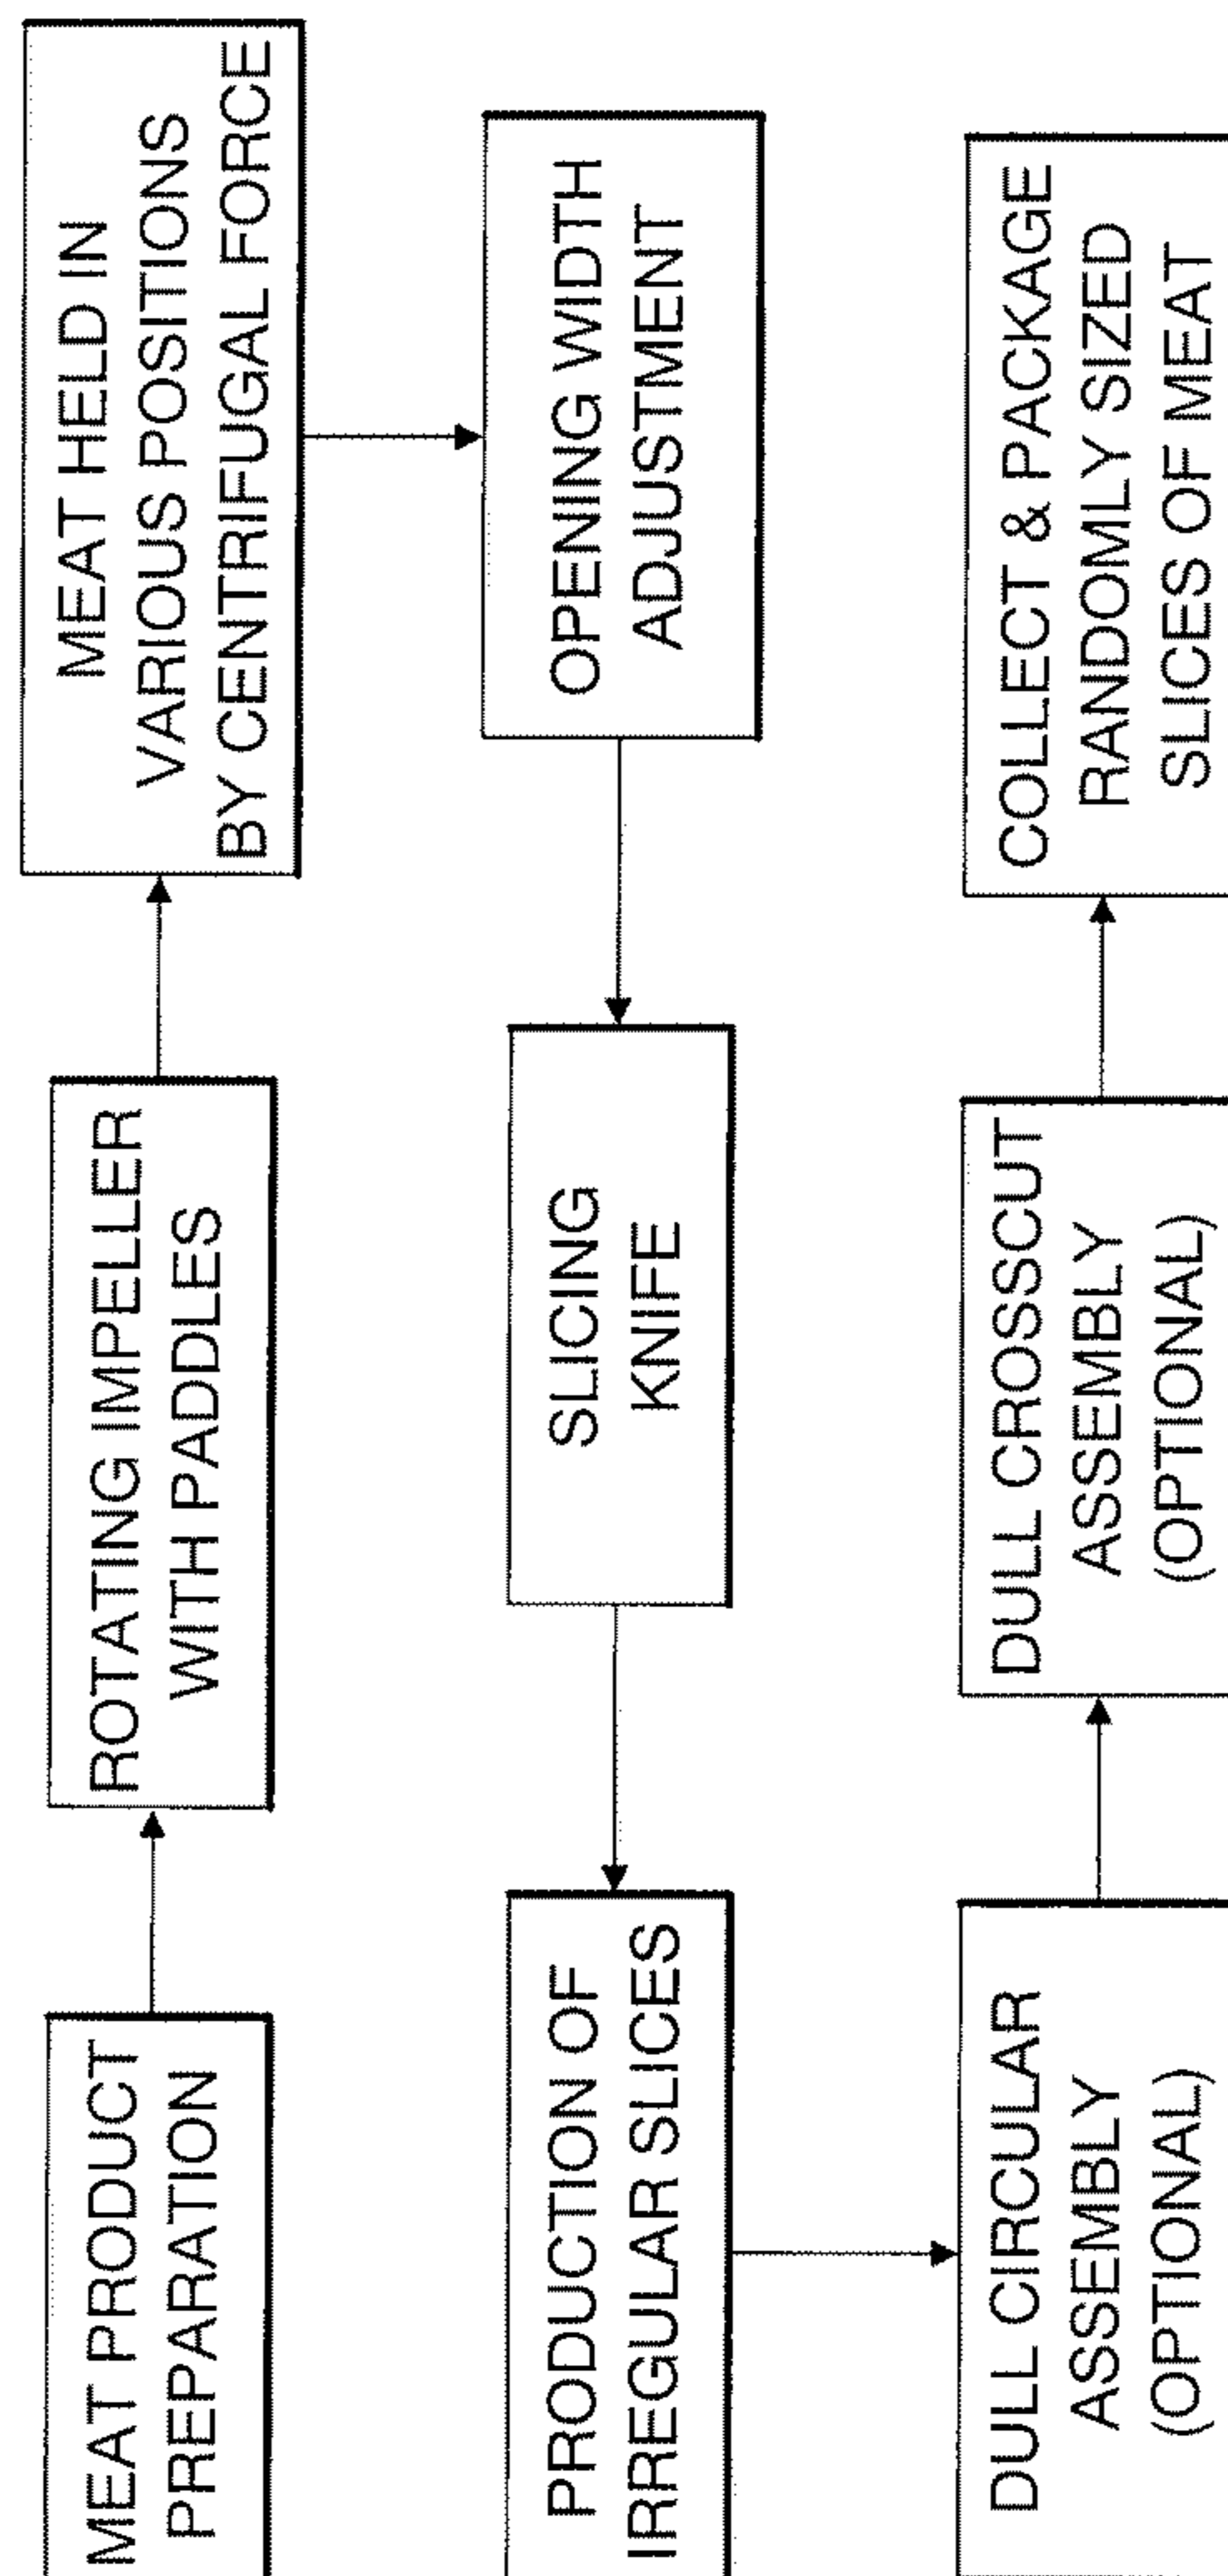 MEAT PRODUCT
PREPARATION
ROTATING IMPELLER
WITH PADDLES
MEAT HELD IN
VARIOUS POSITIONS
BY CENTRIFUGAL FORCE
OPENING WIDTH
ADJUSTMENT
SLICING
KNIFE
PRODUCTION OF
IRREGULAR SLICES
DULL CIRCULAR
ASSEMBLY
(OPTIONAL)
DULL CROSSCUT
ASSEMBLY
(OPTIONAL)
COLLECT & PACKAGE
RANDOMLY SIZED
SLICES OF MEAT